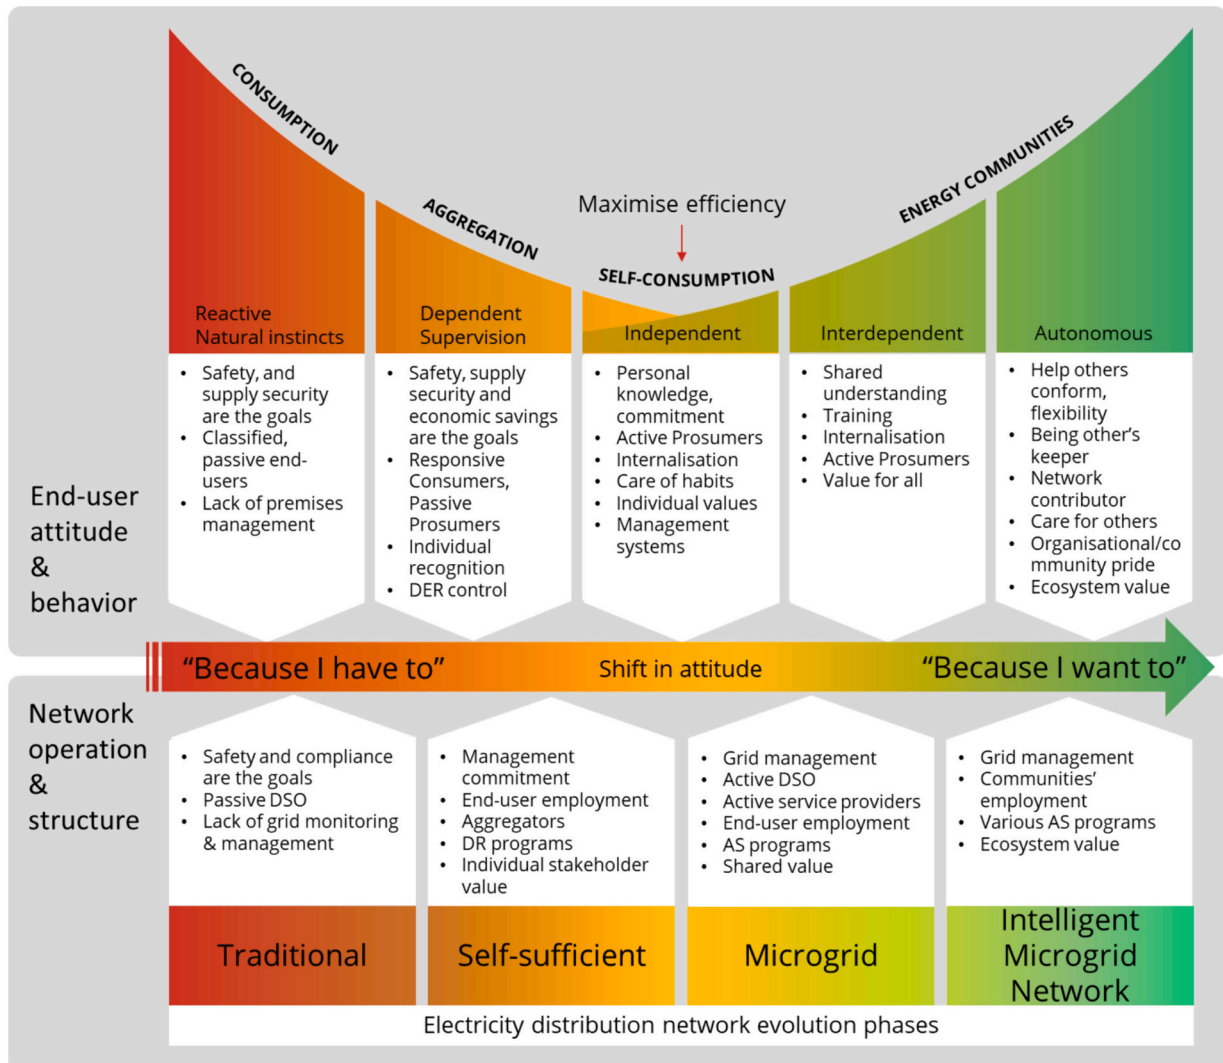 CONSUMPTION
AGGREGATION
Maximise efficiency
SELF-CONSUMPTION
ENERGY COMMUNITIES
Reactive
Natural instincts
Dependent
Supervision
Independent
Interdependent
Autonomous
• Safety, and
supply security
are the goals
• Classified,
passive end-
users
• Lack of premises
management
• Safety, supply
security and
economic savings
are the goals
• Responsive
Consumers,
Passive
Prosumers
• Individual
recognition
• DER control
• Personal
knowledge,
commitment
• Active Prosumers
• Internalisation
• Care of habits
• Individual values
• Management
systems
• Shared
understanding
• Training
• Internalisation
• Active Prosumers
• Value for all
• Help others
conform,
flexibility
• Being other's
keeper
• Network
contributor
• Care for others
• Organisational/co
mmunity pride
• Ecosystem value
End-user
attitude
&
behavior
“Because I have to”
Shift in attitude
“Because I want to”
Network
operation
&
structure
• Safety and compliance
are the goals
• Passive DSO
• Lack of grid monitoring
& management
• Management
commitment
• End-user employment
• Aggregators
• DR programs
• Individual stakeholder
value
• Grid management
• Active DSO
• Active service providers
• End-user employment
• AS programs
• Shared value
• Grid management
• Communities’
employment
• Various AS programs
• Ecosystem value
Traditional
Self-sufficient
Microgrid
Intelligent
Microgrid
Network
Electricity distribution network evolution phases